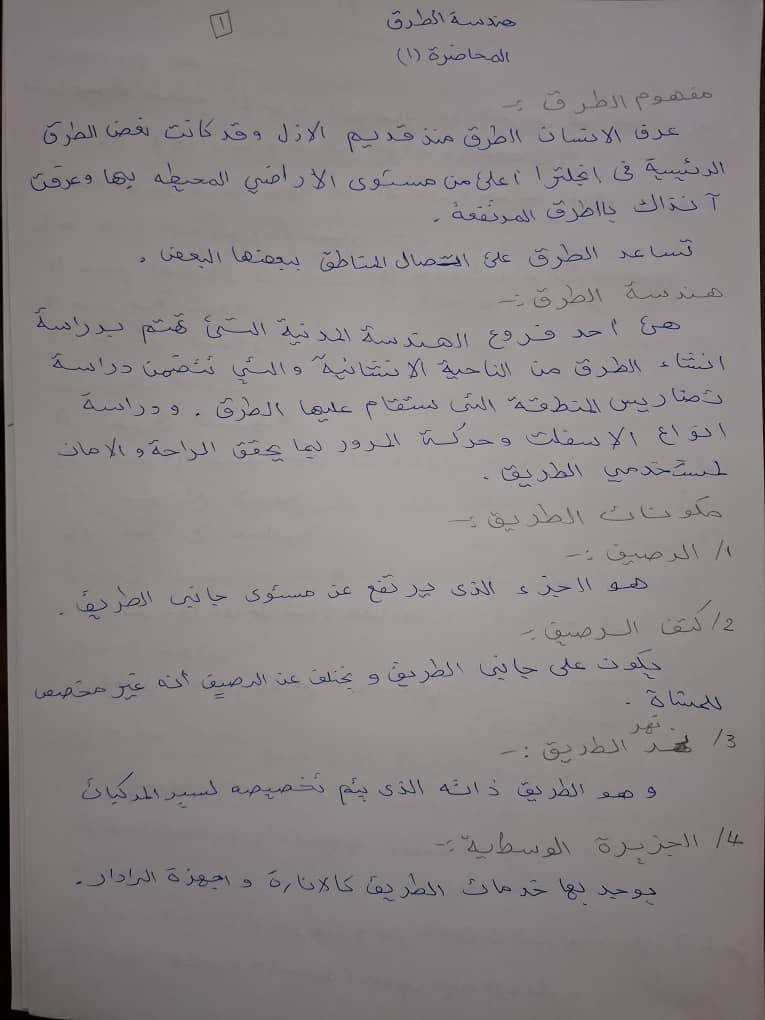 ١
هندسة الطرق
المحاضرة (١)
مفهوم الطرق :-
عرف الانسان الطرق منذ قديم الازل وقد كانت بعض الطرق
الرئيسية في انجلترا اعلى من مستوى الاراضي المحيطه بها وعرفت
آنذاك باالطرق المرتفعة .
تساعد الطرق على اتصال المناطق ببعضها البعض .
هندسة الطرق :-
هي احد فروع الهندسة المدنية التي تهتم بدراسة
انشاء الطرق من الناحية الانشائية والتي تتضمن دراسة
تضاريس المنطقة التي ستقام عليها الطرق . ودراسة
انواع الاسفلت وحركة المرور بما يحقق الراحة والامان
لمستخدمي الطريق .
مكونات الطريق :-
1/ الرصيف :-
هو الجزء الذي يرتفع عن مستوى جانبي الطريق .
2/ كتف الرصيف :-
يكون على جانبي الطريق و يختلف عن الرصيف أنه غير مخصص
للمشاة .
3/ نهر الطريق :-
و هو الطريق ذاته الذي يتم تخصيصه لسير المركبات
4/ الجزيرة الوسطية :-
يوجد بها خدمات الطريق كالانارة و اجهزة الرادار .